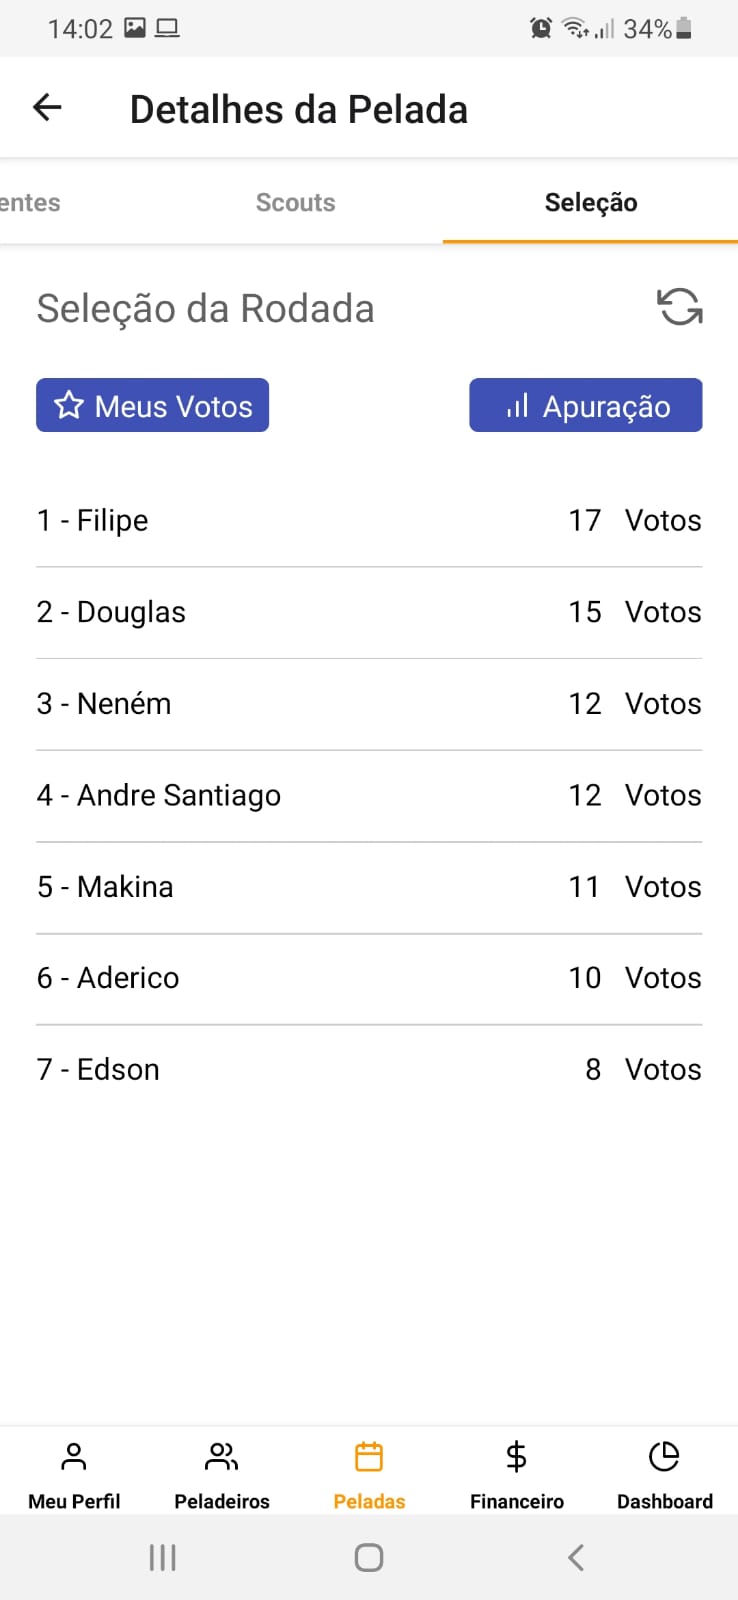 14:02 34%
Detalhes da Pelada
entes Scouts Seleção
Seleção da Rodada
Meus Votos Apuração
1 - Filipe 17 Votos
2 - Douglas 15 Votos
3 - Neném 12 Votos
4 - Andre Santiago 12 Votos
5 - Makina 11 Votos
6 - Aderico 10 Votos
7 - Edson 8 Votos
Meu Perfil Peladeiros Peladas Financeiro Dashboard